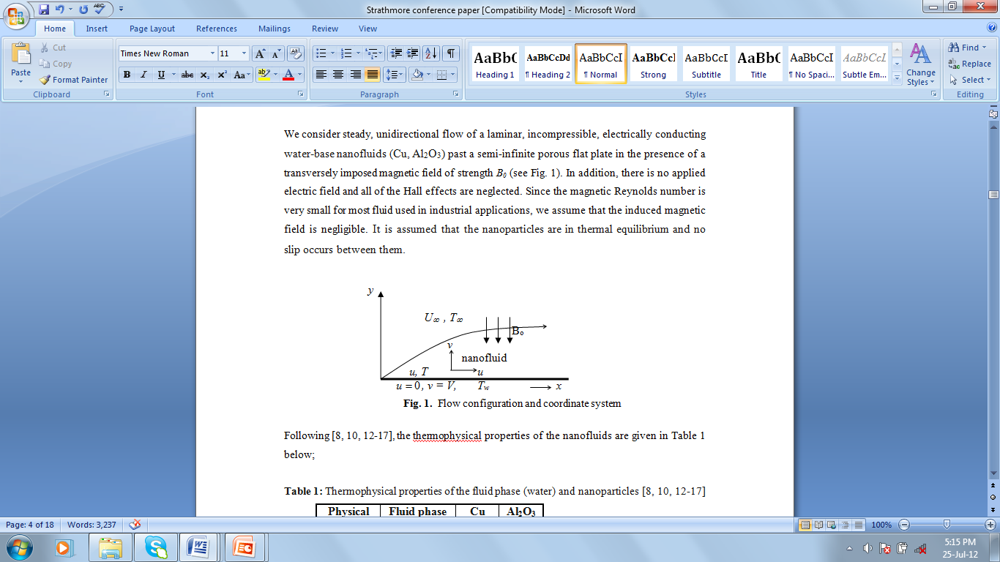 Strathmore conference paper [Compatibility Mode] - Microsoft Word
Home Insert Page Layout References Mailings Review View
Paste
Cut
Copy
Format Painter
Clipboard
Times New Roman 11
B I U abc x₂ x² Aa
Font
Paragraph
AaBbC AaBbCcDd AaBbCcI AaBbCcI AaBbCcI AaBbC AaBbCcI AaBbCcI
Heading 1 ¶ Heading 2 ¶ Normal Strong Subtitle Title ¶ No Spaci... Subtle Em...
Change Styles
Styles
Find
Replace
Select
Editing
We consider steady, unidirectional flow of a laminar, incompressible, electrically conducting
water-base nanofluids (Cu, Al2O3) past a semi-infinite porous flat plate in the presence of a
transversely imposed magnetic field of strength B0 (see Fig. 1). In addition, there is no applied
electric field and all of the Hall effects are neglected. Since the magnetic Reynolds number is
very small for most fluid used in industrial applications, we assume that the induced magnetic
field is negligible. It is assumed that the nanoparticles are in thermal equilibrium and no
slip occurs between them.
y
U∞ , T∞
B₀
v
nanofluid
u, T u
u = 0, v = V, Tw x
Fig. 1. Flow configuration and coordinate system
Following [8, 10, 12-17], the thermophysical properties of the nanofluids are given in Table 1
below;
Table 1: Thermophysical properties of the fluid phase (water) and nanoparticles [8, 10, 12-17]
Physical Fluid phase Cu Al2O3
Page: 4 of 18 Words: 3,237 100%
5:15 PM
25-Jul-12